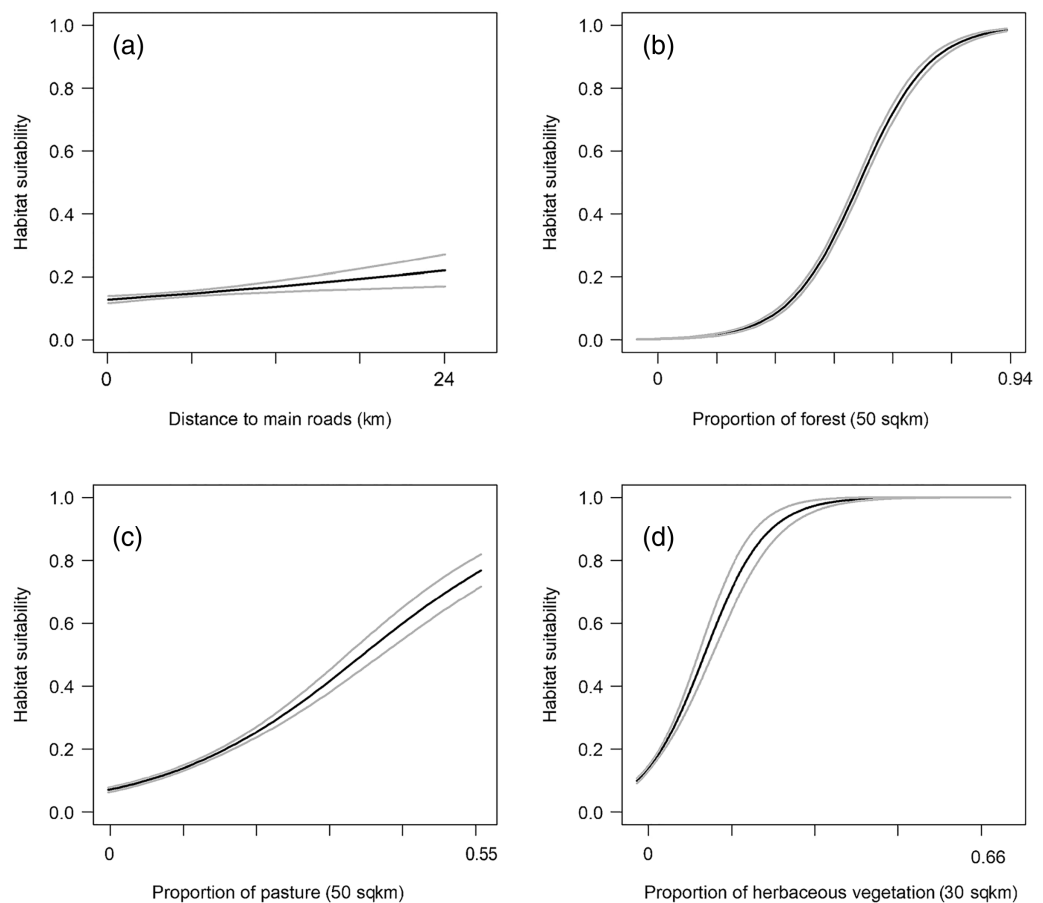 (a)
Habitat suitability
1.0
0.8
0.6
0.4
0.2
0.0
0
24
Distance to main roads (km)
(b)
Habitat suitability
1.0
0.8
0.6
0.4
0.2
0.0
0
0.94
Proportion of forest (50 sqkm)
(c)
Habitat suitability
1.0
0.8
0.6
0.4
0.2
0.0
0
0.55
Proportion of pasture (50 sqkm)
(d)
Habitat suitability
1.0
0.8
0.6
0.4
0.2
0.0
0
0.66
Proportion of herbaceous vegetation (30 sqkm)